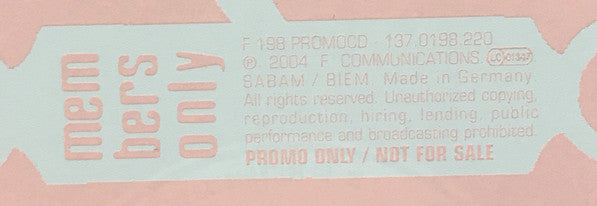 mem
bers
only
F 198 PROMOCD - 137.0198.220
℗ 2004 F COMMUNICATIONS.
SABAM / BIEM. Made in Germany.
All rights reserved. Unauthorized copying,
reproduction, hiring, lending, public
performance and broadcasting prohibited.
PROMO ONLY / NOT FOR SALE